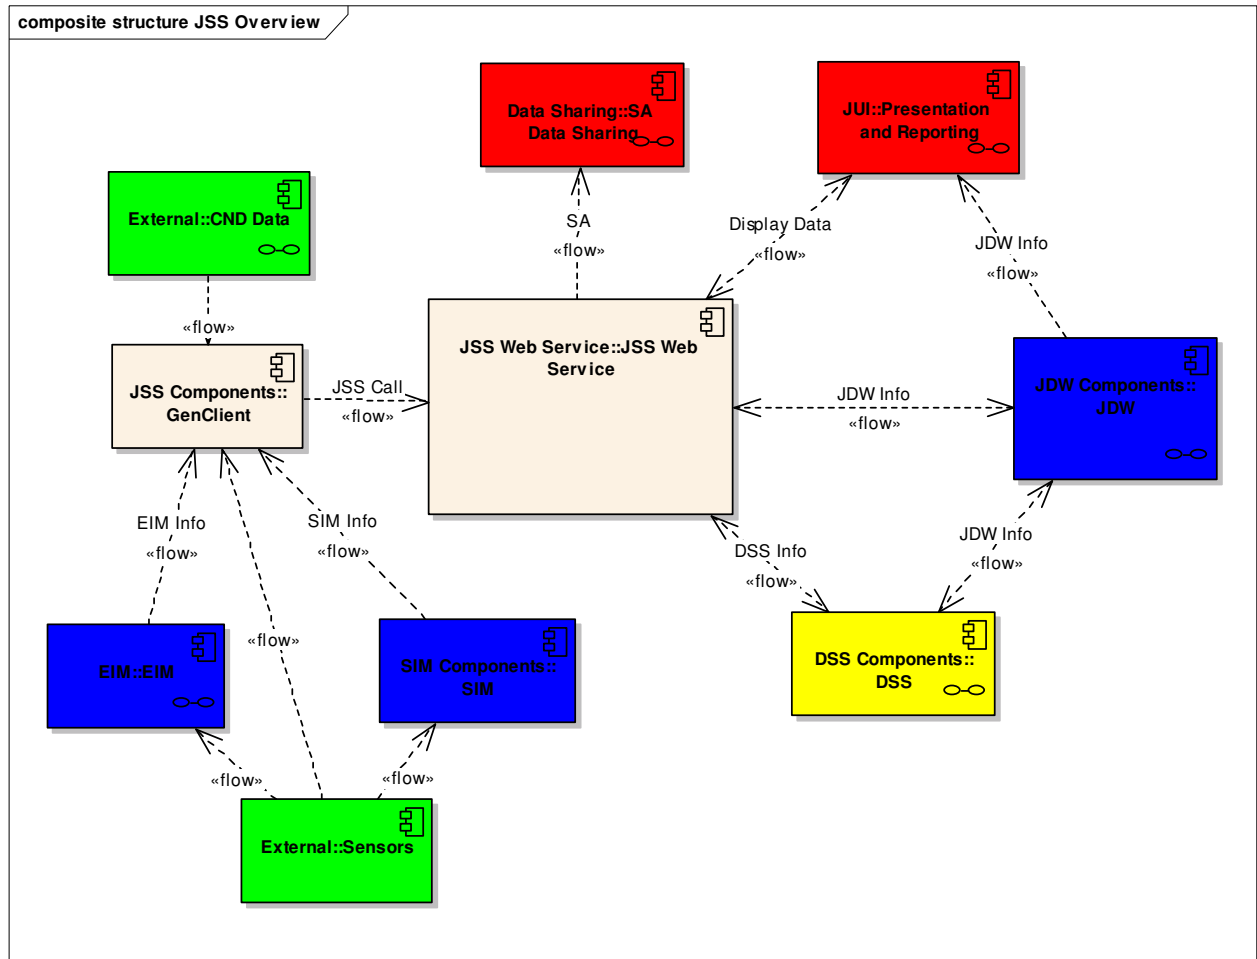 composite structure JSS Overview
Data Sharing::SA
Data Sharing
JUI::Presentation
and Reporting
External::CND Data
SA
«flow»
Display Data
«flow»
JDW Info
«flow»
«flow»
JSS Components::
GenClient
JSS Call
«flow»
JSS Web Service::JSS Web
Service
JDW Info
«flow»
JDW Components::
JDW
EIM Info
«flow»
SIM Info
«flow»
DSS Info
«flow»
JDW Info
«flow»
«flow»
EIM::EIM
SIM Components::
SIM
DSS Components::
DSS
«flow»
«flow»
External::Sensors